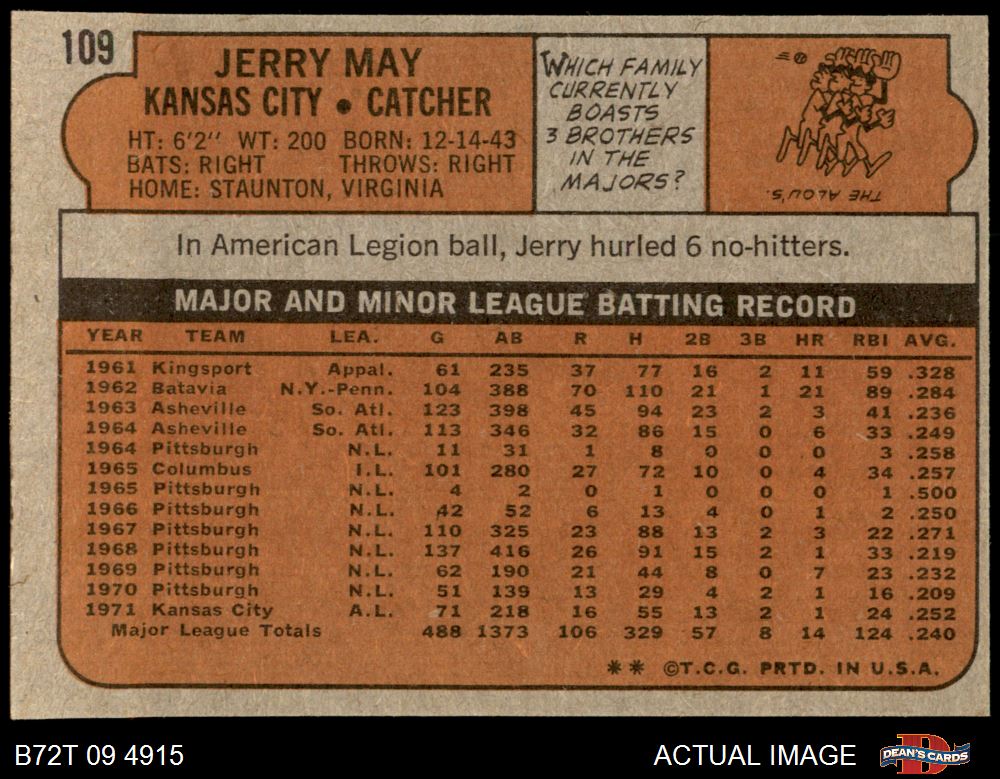 109
JERRY MAY
KANSAS CITY • CATCHER
HT: 6'2'' WT: 200 BORN: 12-14-43
BATS: RIGHT THROWS: RIGHT
HOME: STAUNTON, VIRGINIA
WHICH FAMILY
CURRENTLY
BOASTS
3 BROTHERS
IN THE
MAJORS?
THE ALOU'S.
In American Legion ball, Jerry hurled 6 no-hitters.
MAJOR AND MINOR LEAGUE BATTING RECORD
YEAR TEAM LEA. G AB R H 2B 3B HR RBI AVG.
1961 Kingsport Appal. 61 235 37 77 16 2 11 59 .328
1962 Batavia N.Y.-Penn. 104 388 70 110 21 1 21 89 .284
1963 Asheville So. Atl. 123 398 45 94 23 2 3 41 .236
1964 Asheville So. Atl. 113 346 32 86 15 0 6 33 .249
1964 Pittsburgh N.L. 11 31 1 8 0 0 0 3 .258
1965 Columbus I.L. 101 280 27 72 10 0 4 34 .257
1965 Pittsburgh N.L. 4 2 0 1 0 0 0 1 .500
1966 Pittsburgh N.L. 42 52 6 13 4 0 1 2 .250
1967 Pittsburgh N.L. 110 325 23 88 13 2 3 22 .271
1968 Pittsburgh N.L. 137 416 26 91 15 2 1 33 .219
1969 Pittsburgh N.L. 62 190 21 44 8 0 7 23 .232
1970 Pittsburgh N.L. 51 139 13 29 4 2 1 16 .209
1971 Kansas City A.L. 71 218 16 55 13 2 1 24 .252
Major League Totals 488 1373 106 329 57 8 14 124 .240
** ©T.C.G. PRTD. IN U.S.A.
B72T 09 4915
ACTUAL IMAGE
DEAN'S CARDS